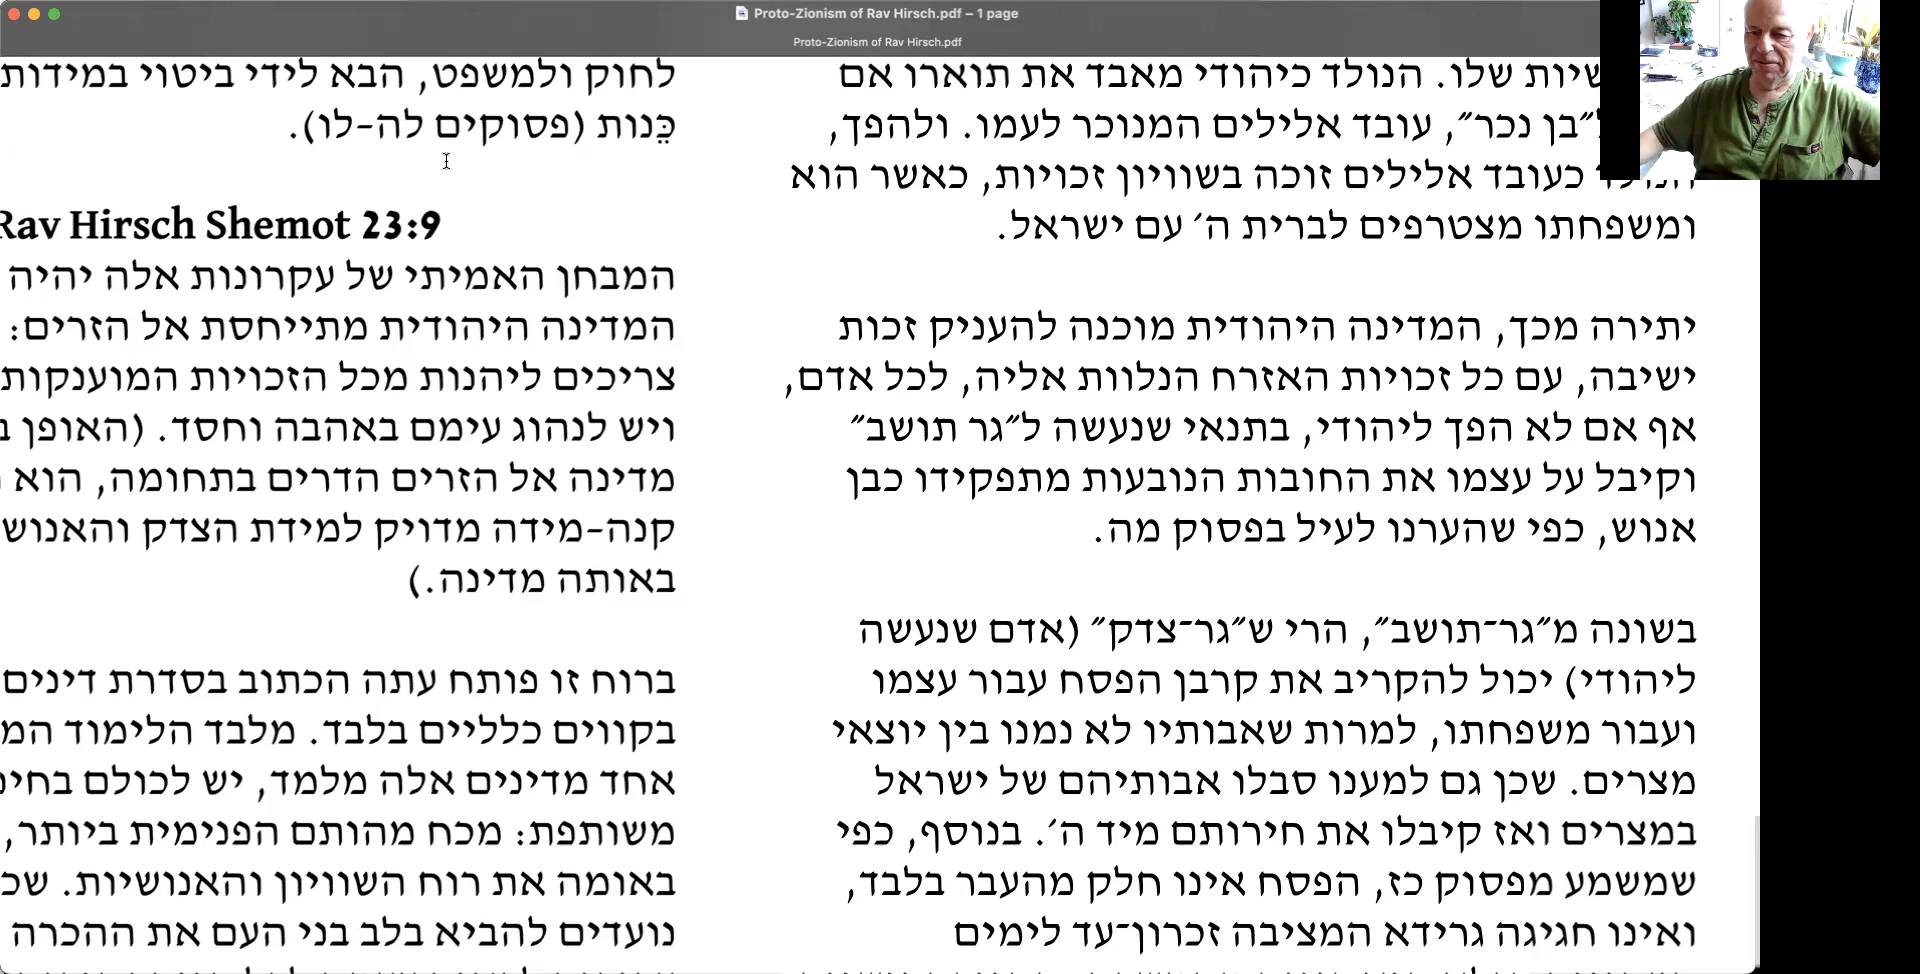 Proto-Zionism of Rav Hirsch.pdf – 1 page
Proto-Zionism of Rav Hirsch.pdf
שיות שלו. הנולד כיהודי מאבד את תוארו אם
ל״בן נכר״, עובד אלילים המנוכר לעמו. ולהפך,
הנולד כעובד אלילים זוכה בשוויון זכויות, כאשר הוא
ומשפחתו מצטרפים לברית ה׳ עם ישראל.
יתירה מכך, המדינה היהודית מוכנה להעניק זכות
ישיבה, עם כל זכויות האזרח הנלוות אליה, לכל אדם,
אף אם לא הפך ליהודי, בתנאי שנעשה ל״גר תושב״
וקיבל על עצמו את החובות הנובעות מתפקידו כבן
אנוש, כפי שהערנו לעיל בפסוק מה.
בשונה מ״גר־תושב״, הרי ש״גר־צדק״ (אדם שנעשה
ליהודי) יכול להקריב את קרבן הפסח עבור עצמו
ועבור משפחתו, למרות שאבותיו לא נמנו בין יוצאי
מצרים. שכן גם למענו סבלו אבותיהם של ישראל
במצרים ואז קיבלו את חירותם מיד ה׳. בנוסף, כפי
שמשמע מפסוק כז, הפסח אינו חלק מהעבר בלבד,
ואינו חגיגה גרידא המציבה זכרון־עד לימים
לחוק ולמשפט, הבא לידי ביטוי במידות
כֵּנות (פסוקים לה-לו).
Rav Hirsch Shemot 23:9
המבחן האמיתי של עקרונות אלה יהיה
המדינה היהודית מתייחסת אל הזרים:
צריכים ליהנות מכל הזכויות המוענקות
ויש לנהוג עימם באהבה וחסד. (האופן
מדינה אל הזרים הדרים בתחומה, הוא
קנה-מידה מדויק למידת הצדק והאנוש
באותה מדינה.)
ברוח זו פותח עתה הכתוב בסדרת דינים
בקווים כלליים בלבד. מלבד הלימוד המ
אחד מדינים אלה מלמד, יש לכולם בחי
משותפת: מכח מהותם הפנימית ביותר,
באומה את רוח השוויון והאנושיות. שכ
נועדים להביא בלב בני העם את ההכרה